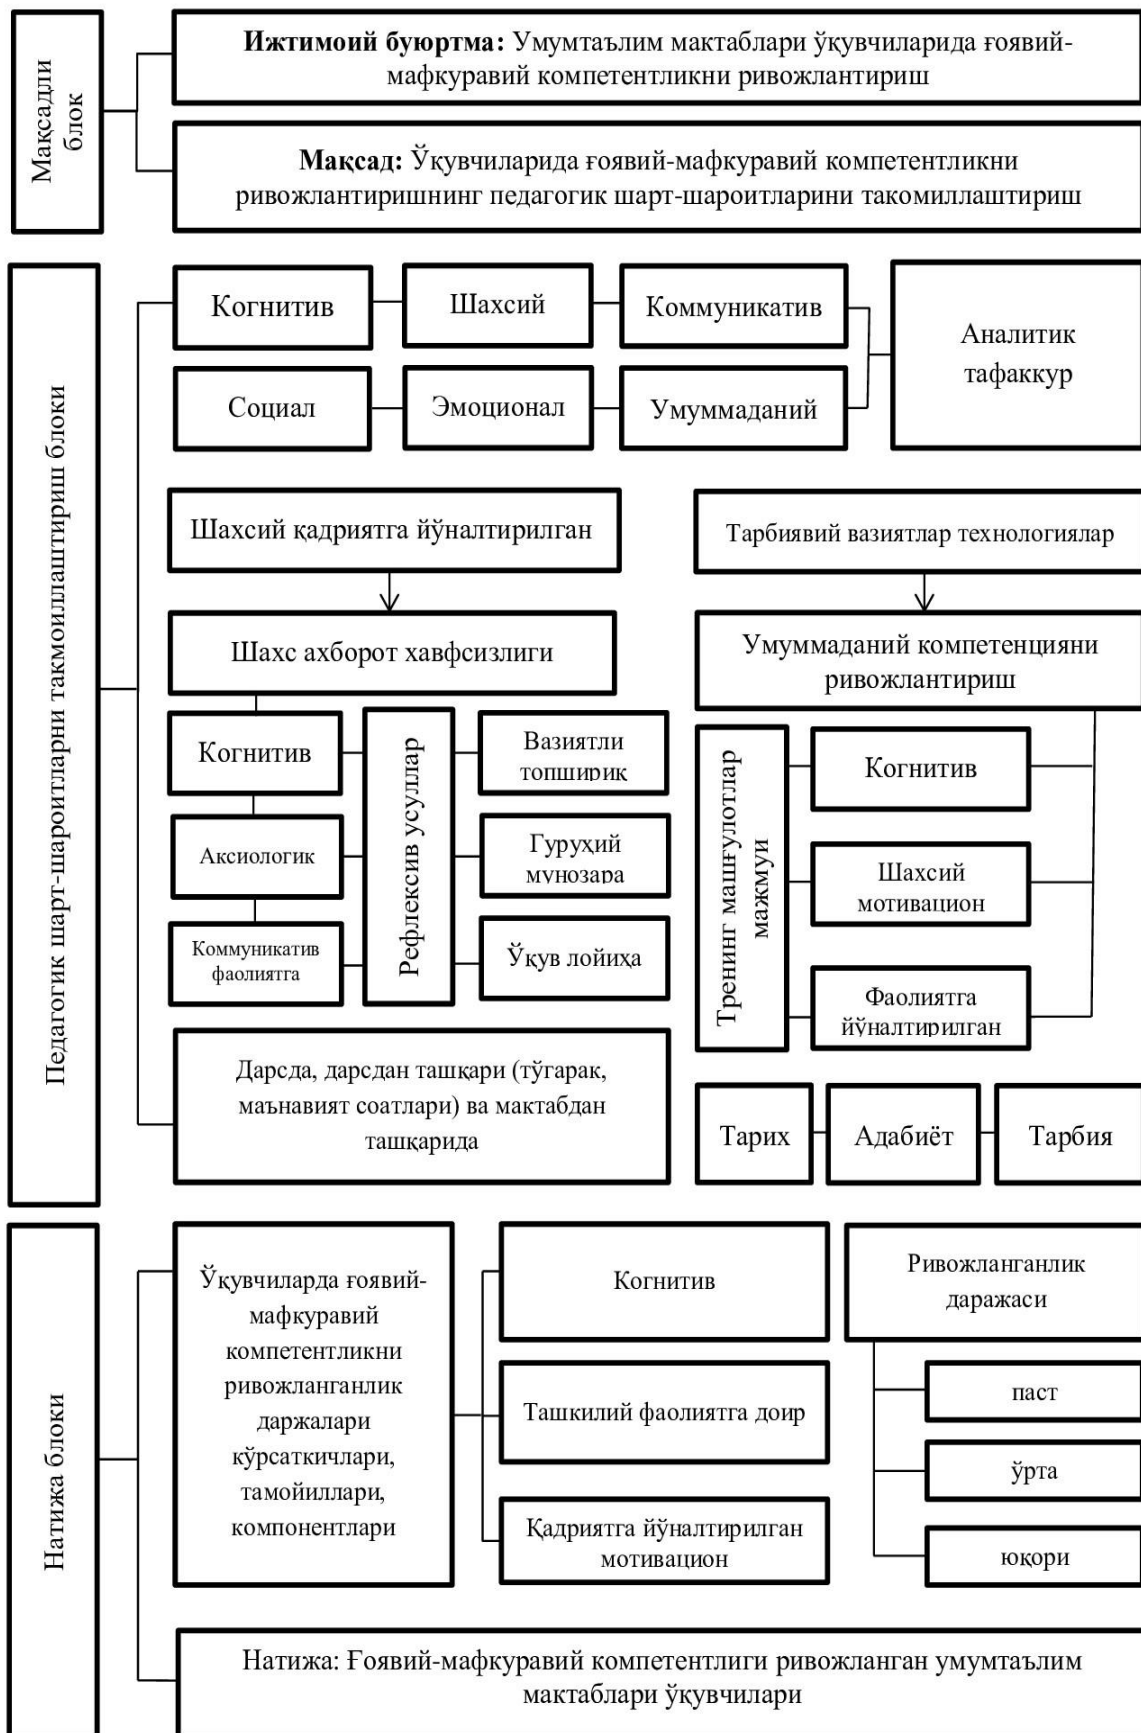 Мақсадли
блок
Ижтимоий буюртма: Умумтаълим мактаблари ўқувчиларида ғоявий-
мафкуравий компетентликни ривожлантириш
Мақсад: Ўқувчиларида ғоявий-мафкуравий компетентликни
ривожлантиришнинг педагогик шарт-шароитларини такомиллаштириш
Педагогик шарт-шароитларни такмоиллаштириш блоки
Когнитив
Шахсий
Коммуникатив
Социал
Эмоционал
Умуммаданий
Аналитик
тафаккур
Шахсий қадриятга йўналтирилган
Шахс ахборот хавфсизлиги
Когнитив
Аксиологик
Коммуникатив
фаолиятга
Рефлексив усуллар
Вазиятли
топшириқ
Гуруҳий
мунозара
Ўқув лойиҳа
Тарбиявий вазиятлар технологиялар
Умуммаданий компетенцияни
ривожлантириш
Тренинг машғулотлар
мажмуи
Когнитив
Шахсий
мотивацион
Фаолиятга
йўналтирилган
Дарсда, дарсдан ташқари (тўгарак,
маънавият соатлари) ва мактабдан
ташқарида
Тарих
Адабиёт
Тарбия
Натижа блоки
Ўқувчиларда ғоявий-
мафкуравий
компетентликни
ривожланганлик
даржалари
кўрсаткичлари,
тамойиллари,
компонентлари
Когнитив
Ташкилий фаолиятга доир
Қадриятга йўналтирилган
мотивацион
Ривожланганлик
даражаси
паст
ўрта
юқори
Натижа: Ғоявий-мафкуравий компетентлиги ривожланган умумтаълим
мактаблари ўқувчилари